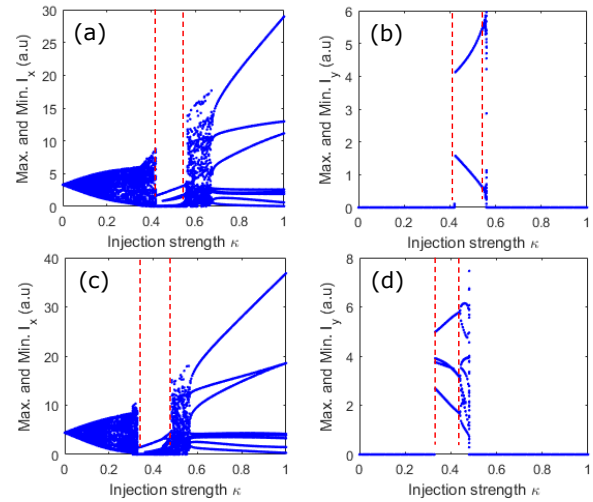 (a)
Max. and Min. I_x (a.u)
30
25
20
15
10
5
0
0 0.2 0.4 0.6 0.8 1
Injection strength κ
(b)
Max. and Min. I_y (a.u)
6
4
2
0
0 0.2 0.4 0.6 0.8 1
Injection strength κ
(c)
Max. and Min. I_x (a.u)
40
30
20
10
0
0 0.2 0.4 0.6 0.8 1
Injection strength κ
(d)
Max. and Min. I_y (a.u)
8
6
4
2
0
0 0.2 0.4 0.6 0.8 1
Injection strength κ